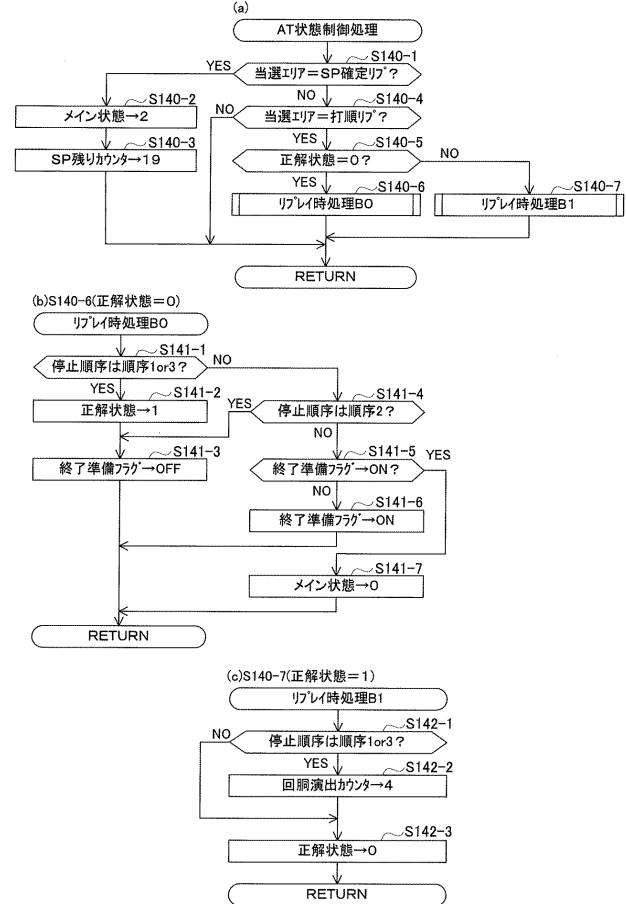 (a)
AT状態制御処理
S140-1
当選エリア=SP確定リプ?
YES
NO
S140-2
メイン状態→2
S140-3
SP残りカウンター→19
S140-4
当選エリア=打順リプ?
NO
YES
S140-5
正解状態=0?
NO
YES
S140-6
リプレイ時処理B0
S140-7
リプレイ時処理B1
RETURN
(b)S140-6(正解状態=0)
リプレイ時処理B0
S141-1
停止順序は順序1or3?
NO
YES
S141-2
正解状態→1
S141-3
終了準備フラグ→OFF
S141-4
停止順序は順序2?
YES
NO
S141-5
終了準備フラグ→ON?
YES
NO
S141-6
終了準備フラグ→ON
S141-7
メイン状態→0
RETURN
(c)S140-7(正解状態=1)
リプレイ時処理B1
S142-1
停止順序は順序1or3?
NO
YES
S142-2
回胴演出カウンター→4
S142-3
正解状態→0
RETURN